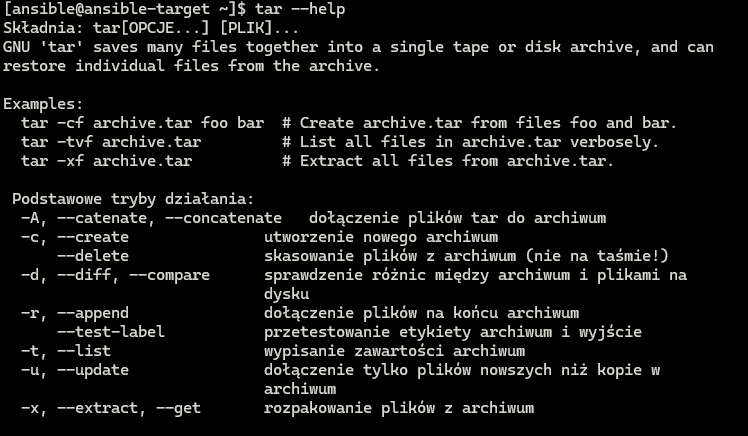 [ansible@ansible-target ~]$ tar --help
Składnia: tar[OPCJE...] [PLIK]...
GNU 'tar' saves many files together into a single tape or disk archive, and can
restore individual files from the archive.

Examples:
  tar -cf archive.tar foo bar  # Create archive.tar from files foo and bar.
  tar -tvf archive.tar         # List all files in archive.tar verbosely.
  tar -xf archive.tar          # Extract all files from archive.tar.

 Podstawowe tryby działania:
  -A, --catenate, --concatenate   dołączenie plików tar do archiwum
  -c, --create               utworzenie nowego archiwum
      --delete               skasowanie plików z archiwum (nie na taśmie!)
  -d, --diff, --compare      sprawdzenie różnic między archiwum i plikami na
                             dysku
  -r, --append               dołączenie plików na końcu archiwum
      --test-label           przetestowanie etykiety archiwum i wyjście
  -t, --list                 wypisanie zawartości archiwum
  -u, --update               dołączenie tylko plików nowszych niż kopie w
                             archiwum
  -x, --extract, --get       rozpakowanie plików z archiwum